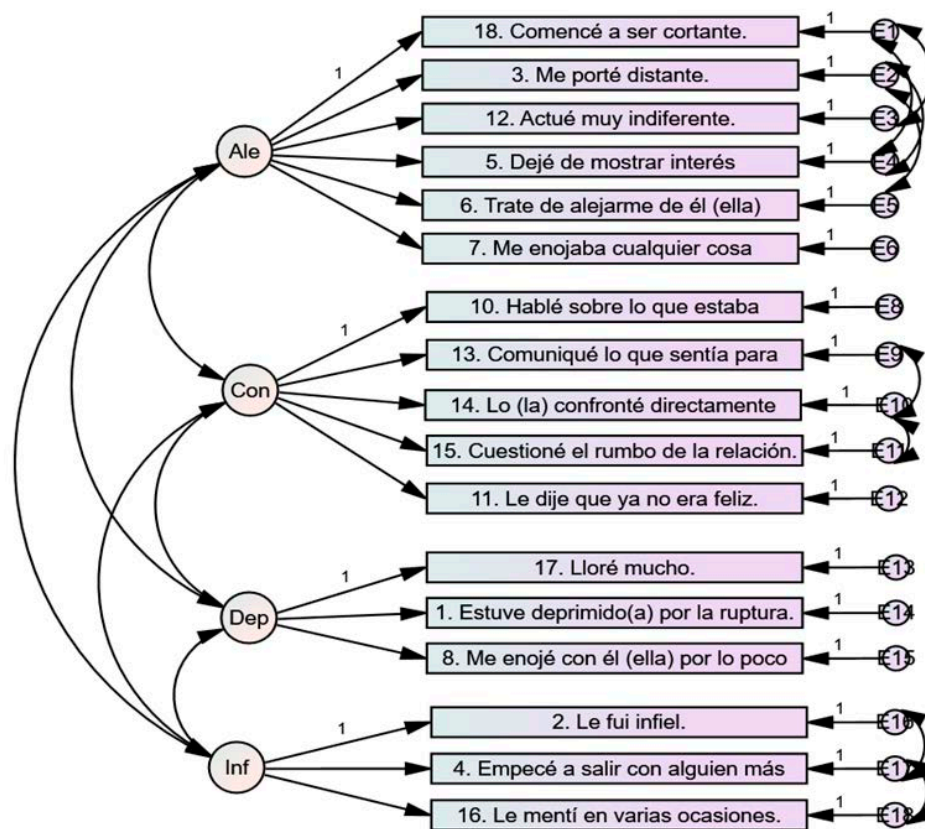 1
18. Comencé a ser cortante.
1
E1
3. Me porté distante.
1
E2
12. Actué muy indiferente.
1
E3
Ale
5. Dejé de mostrar interés
1
E4
6. Trate de alejarme de él (ella)
1
E5
7. Me enojaba cualquier cosa
1
E6
1
10. Hablé sobre lo que estaba
1
E8
13. Comuniqué lo que sentía para
1
E9
Con
14. Lo (la) confronté directamente
1
E10
15. Cuestioné el rumbo de la relación.
1
E11
11. Le dije que ya no era feliz.
1
E12
1
17. Lloré mucho.
1
E13
Dep
1. Estuve deprimido(a) por la ruptura.
1
E14
8. Me enojé con él (ella) por lo poco
1
E15
1
2. Le fui infiel.
1
E16
Inf
4. Empecé a salir con alguien más
1
E17
16. Le mentí en varias ocasiones.
1
E18